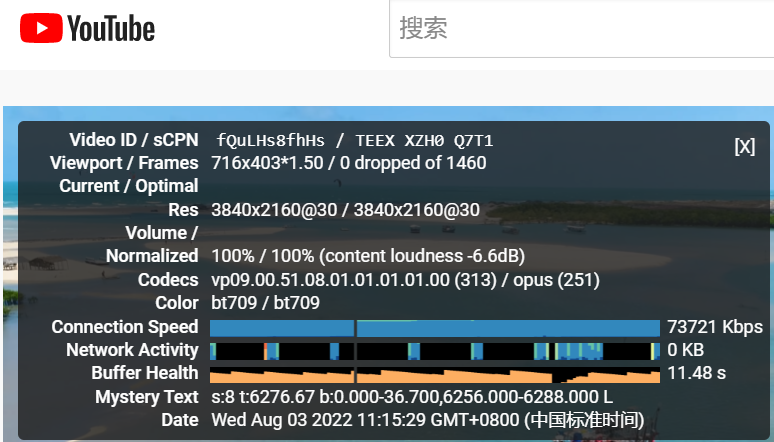 YouTube
搜索
Video ID / sCPN fQuLHs8fhHs / TEEX XZH0 Q7T1
[X]
Viewport / Frames 716x403*1.50 / 0 dropped of 1460
Current / Optimal
Res 3840x2160@30 / 3840x2160@30
Volume /
Normalized 100% / 100% (content loudness -6.6dB)
Codecs vp09.00.51.08.01.01.01.01.00 (313) / opus (251)
Color bt709 / bt709
Connection Speed 73721 Kbps
Network Activity 0 KB
Buffer Health 11.48 s
Mystery Text s:8 t:6276.67 b:0.000-36.700,6256.000-6288.000 L
Date Wed Aug 03 2022 11:15:29 GMT+0800 (中国标准时间)